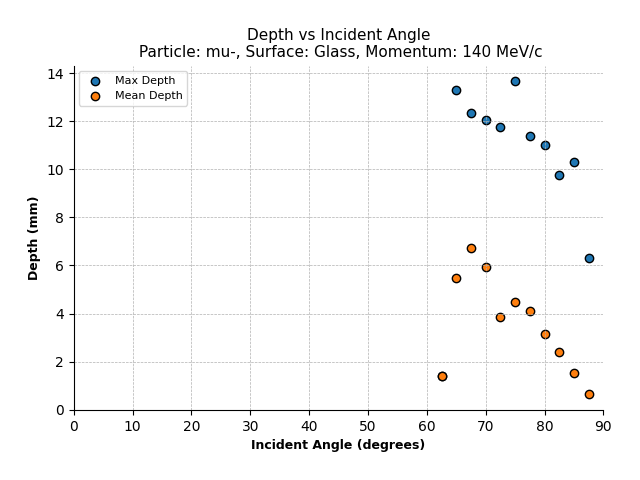 Depth vs Incident Angle
Particle: mu-, Surface: Glass, Momentum: 140 MeV/c
Max Depth
Mean Depth
14
12
10
8
6
4
2
0
Depth (mm)
0 10 20 30 40 50 60 70 80 90
Incident Angle (degrees)